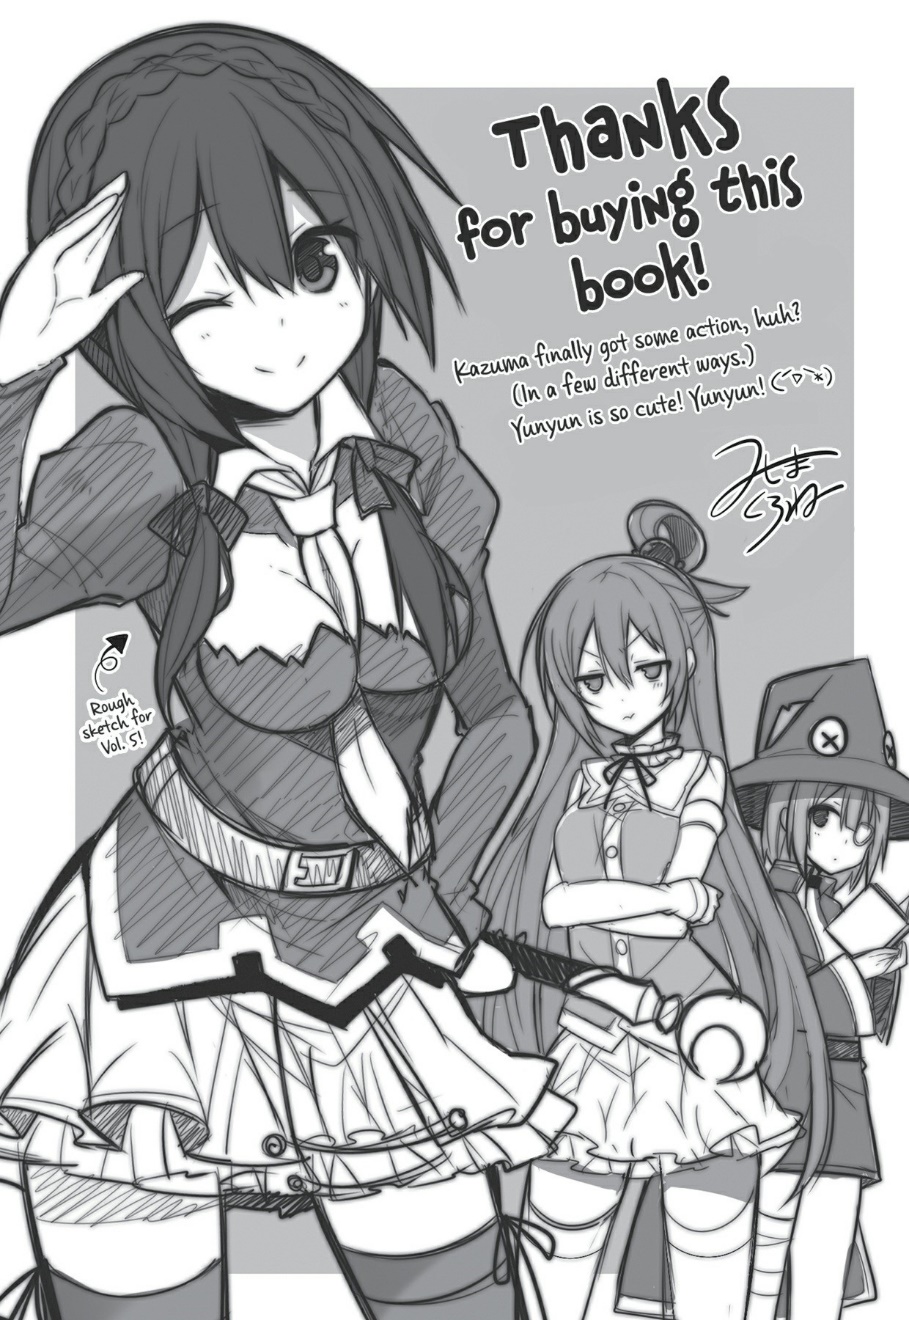 Thanks
for buying this
book!
Kazuma finally got some action, huh?
(In a few different ways.)
Yunyun is so cute! Yunyun! (´▽`*)
みしま
くろね
Rough
sketch for
Vol. 5!